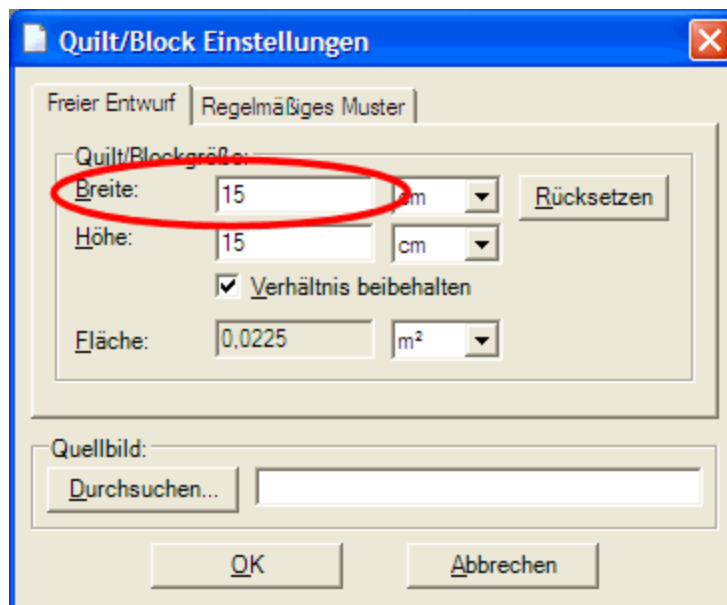 Quilt/Block Einstellungen
Freier Entwurf Regelmäßiges Muster
Quilt/Blockgröße:
Breite: 15 cm Rücksetzen
Höhe: 15 cm
Verhältnis beibehalten
Fläche: 0,0225 m²
Quellbild:
Durchsuchen...
OK Abbrechen